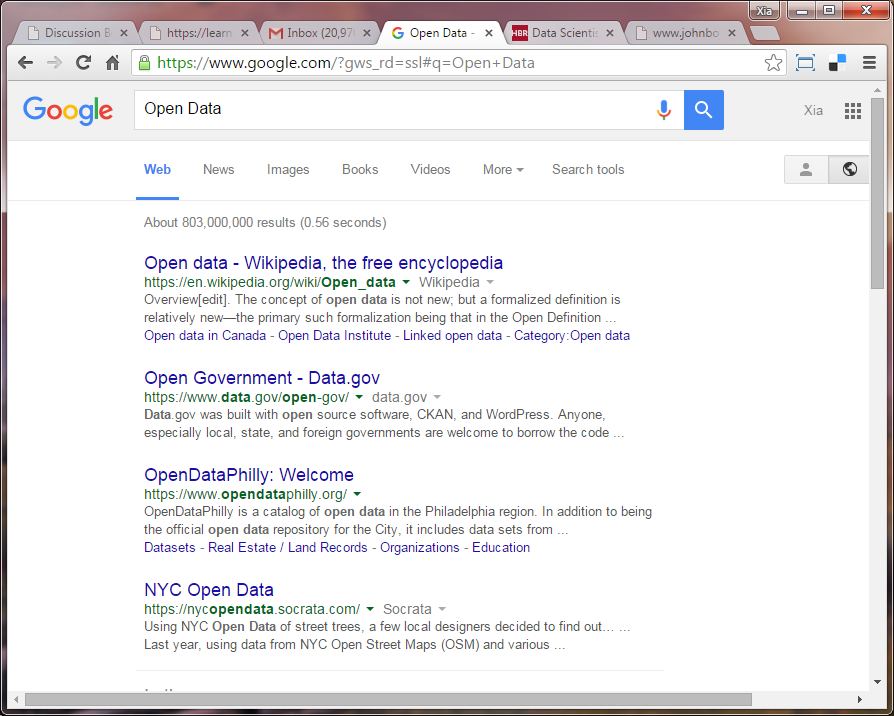 Xia
Discussion B
https://learn
Inbox (20,97
Open Data -
HBR Data Scientis
www.johnbo
https://www.google.com/?gws_rd=ssl#q=Open+Data
Google
Open Data
Xia
Web News Images Books Videos More Search tools
About 803,000,000 results (0.56 seconds)
Open data - Wikipedia, the free encyclopedia
https://en.wikipedia.org/wiki/Open_data Wikipedia
Overview[edit]. The concept of open data is not new; but a formalized definition is
relatively new—the primary such formalization being that in the Open Definition ...
Open data in Canada - Open Data Institute - Linked open data - Category:Open data
Open Government - Data.gov
https://www.data.gov/open-gov/ data.gov
Data.gov was built with open source software, CKAN, and WordPress. Anyone,
especially local, state, and foreign governments are welcome to borrow the code ...
OpenDataPhilly: Welcome
https://www.opendataphilly.org/
OpenDataPhilly is a catalog of open data in the Philadelphia region. In addition to being
the official open data repository for the City, it includes data sets from ...
Datasets - Real Estate / Land Records - Organizations - Education
NYC Open Data
https://nycopendata.socrata.com/ Socrata
Using NYC Open Data of street trees, a few local designers decided to find out... ...
Last year, using data from NYC Open Street Maps (OSM) and various ...